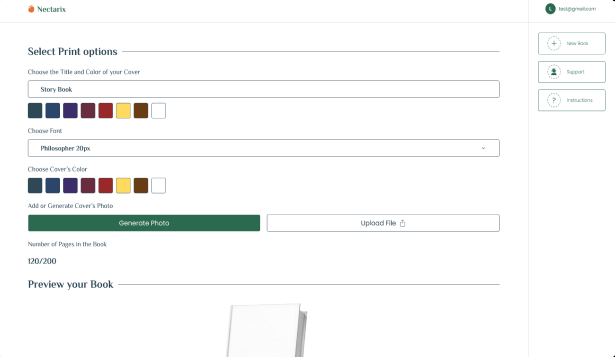 Nectarix
L
test@gmail.com
Select Print options
Choose the Title and Color of your Cover
Story Book
Choose Font
Philosopher 20px
Choose Cover's Color
Add or Generate Cover's Photo
Generate Photo
Upload File
Number of Pages in the Book
120/200
Preview your Book
New Book
Support
?
Instructions